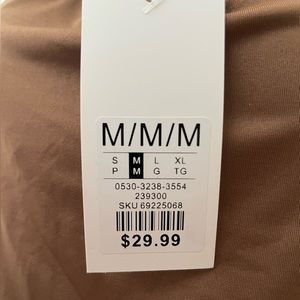 M/M/M
S M L XL
P M G TG
0530-3238-3554
239300
SKU 69225068
$29.99